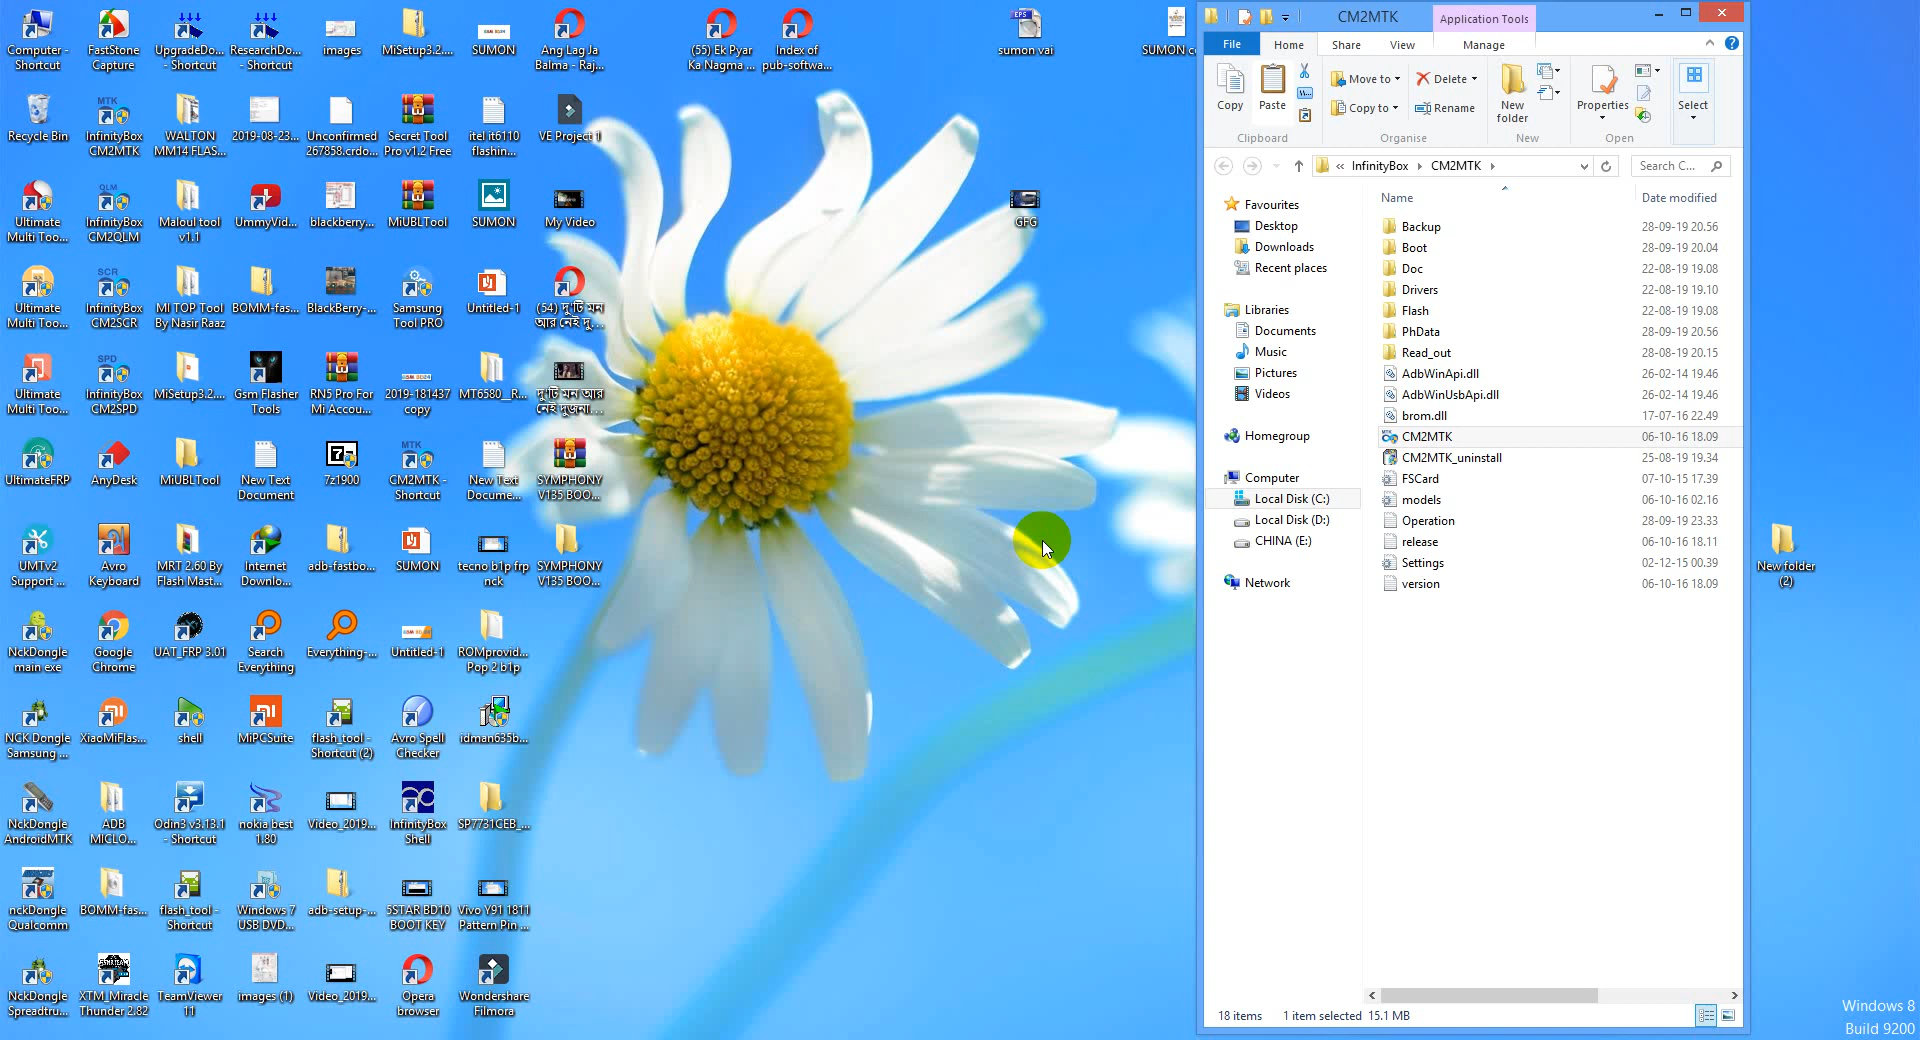 Computer - Shortcut
FastStone Capture
UpgradeDo... - Shortcut
ResearchDo... - Shortcut
images
MiSetup3.2....
SUMON
Ang Lag Ja Balma - Raj...
(55) Ek Pyar Ka Nagma ...
Index of pub-softwa...
EPS
sumon vai
SUMON co
Recycle Bin
MTK
InfinityBox CM2MTK
WALTON MM14 FLAS...
2019-08-23...
Unconfirmed 267858.crdo...
Secret Tool Pro v1.2 Free
itel it6110 flashin...
VE Project 1
Ultimate Multi Too...
QLM
InfinityBox CM2QLM
Maloul tool v1.1
UmmyVid...
blackberry...
MiUBLTool
SUMON
My Video
GFG
Ultimate Multi Too...
SCR
InfinityBox CM2SCR
MI TOP Tool By Nasir Raaz
BOMM-fas...
BlackBerry-...
Samsung Tool PRO
Untitled-1
(54) দু'টি মন আর নেই দু...
Ultimate Multi Too...
SPD
InfinityBox CM2SPD
MiSetup3.2....
Gsm Flasher Tools
RN5 Pro For Mi Accou...
2019-181437 copy
MT6580__R...
দু'টি মন আর নেই দুজনা...
UltimateFRP
AnyDesk
MiUBLTool
New Text Document
7z1900
MTK
CM2MTK - Shortcut
New Text Docume...
SYMPHONY V135 BOO...
UMTv2 Support ...
Avro Keyboard
MRT 2.60 By Flash Mast...
Internet Downlo...
adb-fastbo...
SUMON
tecno b1p frp nck
SYMPHONY V135 BOO...
NckDongle main exe
Google Chrome
UAT_FRP 3.01
Search Everything
Everything-...
Untitled-1
ROMprovid... Pop 2 b1p
NCK Dongle Samsung ...
XiaoMiFlas...
shell
MiPCSuite
flash_tool - Shortcut (2)
Avro Spell Checker
idman635b...
NckDongle AndroidMTK
ADB MICLO...
Odin3 v3.13.1 - Shortcut
nokia best 1.80
Video_2019...
InfinityBox Shell
SP7731CEB_...
nckDongle Qualcomm
BOMM-fas...
flash_tool - Shortcut
Windows 7 USB DVD...
adb-setup-...
5STAR BD10 BOOT KEY
Vivo Y91 1811 Pattern Pin ...
NckDongle Spreadtru...
XTM_Miracle Thunder 2.82
TeamViewer 11
images (1)
Video_2019...
Opera browser
Wondershare Filmora
New folder (2)
CM2MTK
Application Tools
File
Home
Share
View
Manage
Copy
Paste
Move to
Copy to
Delete
Rename
New folder
Properties
Select
Clipboard
Organise
New
Open
« InfinityBox
CM2MTK
Search C...
Favourites
Desktop
Downloads
Recent places
Libraries
Documents
Music
Pictures
Videos
Homegroup
Computer
Local Disk (C:)
Local Disk (D:)
CHINA (E:)
Network
Name Date modified
Backup 28-09-19 20.56
Boot 28-09-19 20.04
Doc 22-08-19 19.08
Drivers 22-08-19 19.10
Flash 22-08-19 19.08
PhData 28-09-19 20.56
Read_out 28-08-19 20.15
AdbWinApi.dll 26-02-14 19.46
AdbWinUsbApi.dll 26-02-14 19.46
brom.dll 17-07-16 22.49
CM2MTK 06-10-16 18.09
CM2MTK_uninstall 25-08-19 19.34
FSCard 07-10-15 17.39
models 06-10-16 02.16
Operation 28-09-19 23.33
release 06-10-16 18.11
Settings 02-12-15 00.39
version 06-10-16 18.09
18 items 1 item selected 15.1 MB
Windows 8
Build 9200